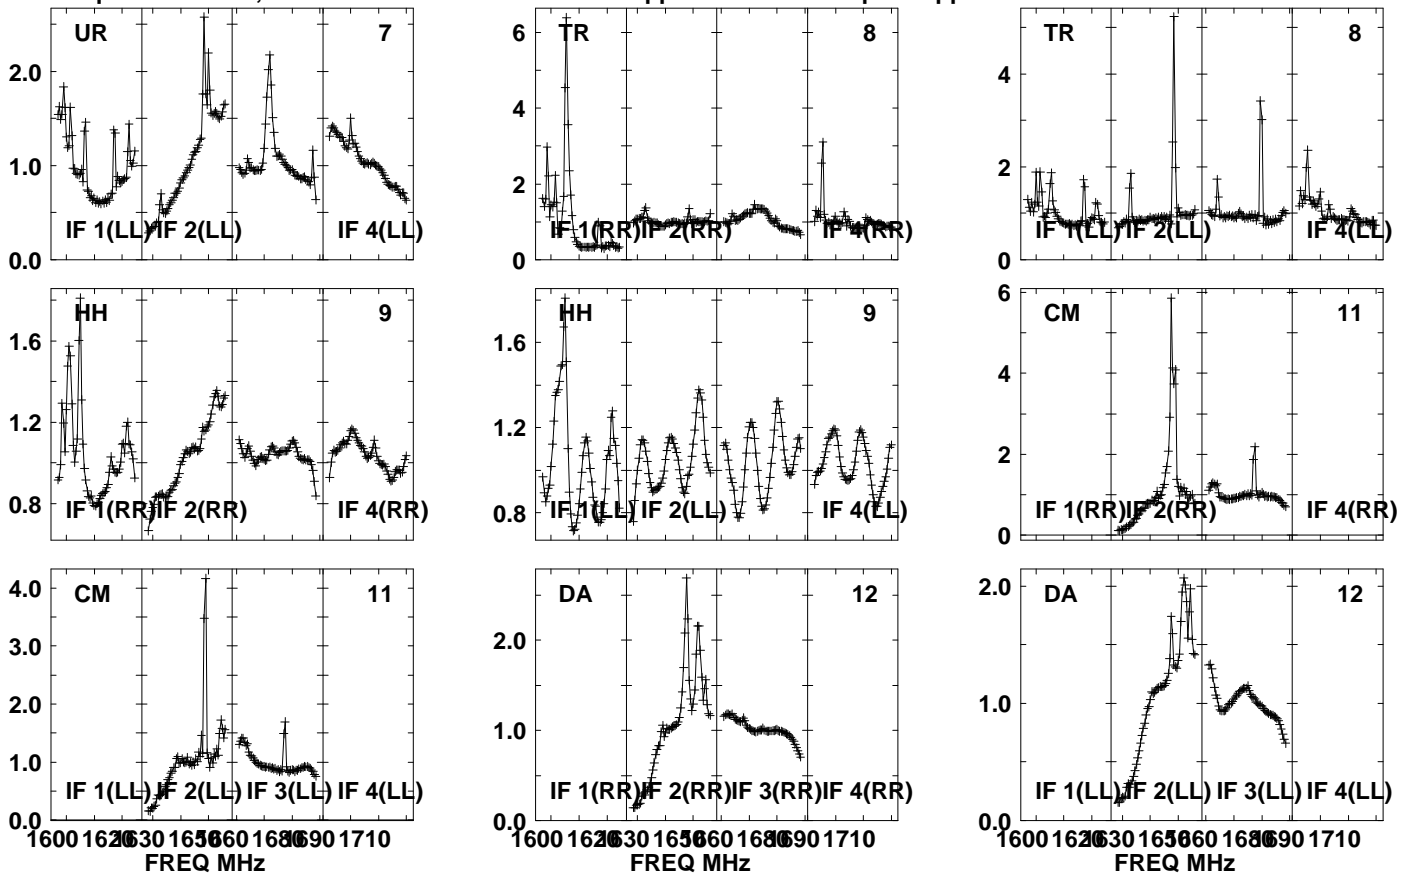 UR 7
2.0
1.0
0.0
IF 1(LL) IF 2(LL) IF 4(LL)
TR 8
6
4
2
0
IF 1(RR) IF 2(RR) IF 4(RR)
TR 8
4
2
0
IF 1(LL) IF 2(LL) IF 4(LL)
HH 9
1.6
1.2
0.8
IF 1(RR) IF 2(RR) IF 4(RR)
HH 9
1.6
1.2
0.8
IF 1(LL) IF 2(LL) IF 4(LL)
CM 11
6
4
2
0
IF 1(RR) IF 2(RR) IF 4(RR)
CM 11
4.0
3.0
2.0
1.0
0.0
IF 1(LL) IF 2(LL) IF 3(LL) IF 4(LL)
1600 1620 1630 1650 1660 1680 1690 1710
FREQ MHz
DA 12
2.0
1.0
0.0
IF 1(RR) IF 2(RR) IF 3(RR) IF 4(RR)
1600 1620 1630 1650 1660 1680 1690 1710
FREQ MHz
DA 12
2.0
1.0
0.0
IF 1(LL) IF 2(LL) IF 3(LL) IF 4(LL)
1600 1620 1630 1650 1660 1680 1690 1710
FREQ MHz